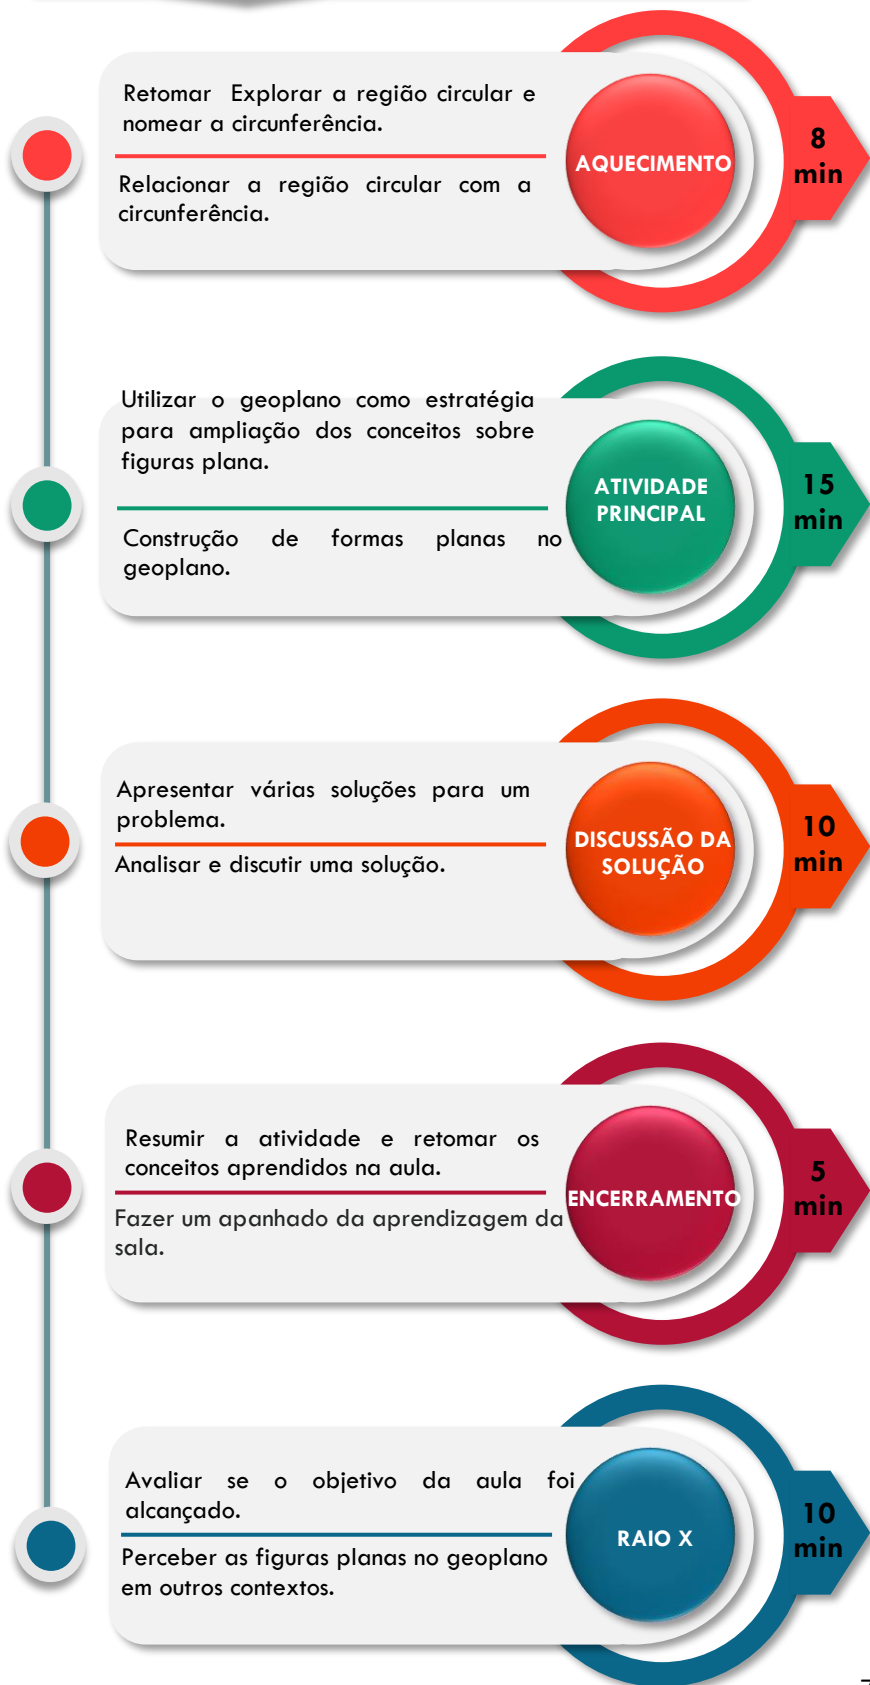 Retomar Explorar a região circular e
nomear a circunferência.
Relacionar a região circular com a
circunferência.
AQUECIMENTO
8
min
Utilizar o geoplano como estratégia
para ampliação dos conceitos sobre
figuras plana.
Construção de formas planas no
geoplano.
ATIVIDADE
PRINCIPAL
15
min
Apresentar várias soluções para um
problema.
Analisar e discutir uma solução.
DISCUSSÃO DA
SOLUÇÃO
10
min
Resumir a atividade e retomar os
conceitos aprendidos na aula.
Fazer um apanhado da aprendizagem da
sala.
ENCERRAMENTO
5
min
Avaliar se o objetivo da aula foi
alcançado.
Perceber as figuras planas no geoplano
em outros contextos.
RAIO X
10
min